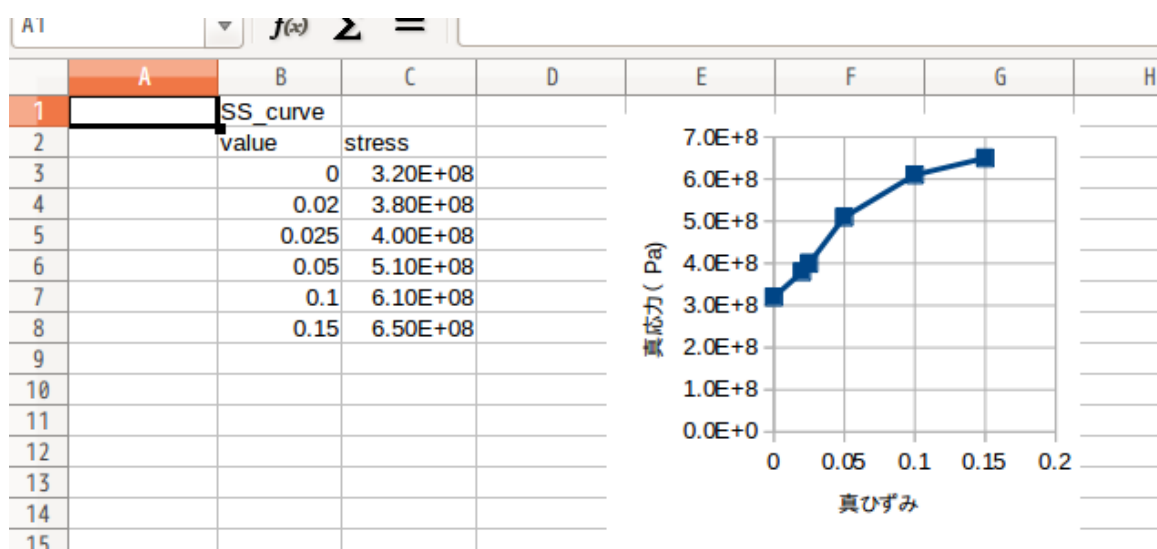 A1 f(x) Σ =
A B C D E F G H
1 SS_curve
2 value stress
3 0 3.20E+08
4 0.02 3.80E+08
5 0.025 4.00E+08
6 0.05 5.10E+08
7 0.1 6.10E+08
8 0.15 6.50E+08
9
10
11
12
13
14
15
7.0E+8
6.0E+8
5.0E+8
4.0E+8
3.0E+8
2.0E+8
1.0E+8
0.0E+0
真応力( Pa)
0 0.05 0.1 0.15 0.2
真ひずみ